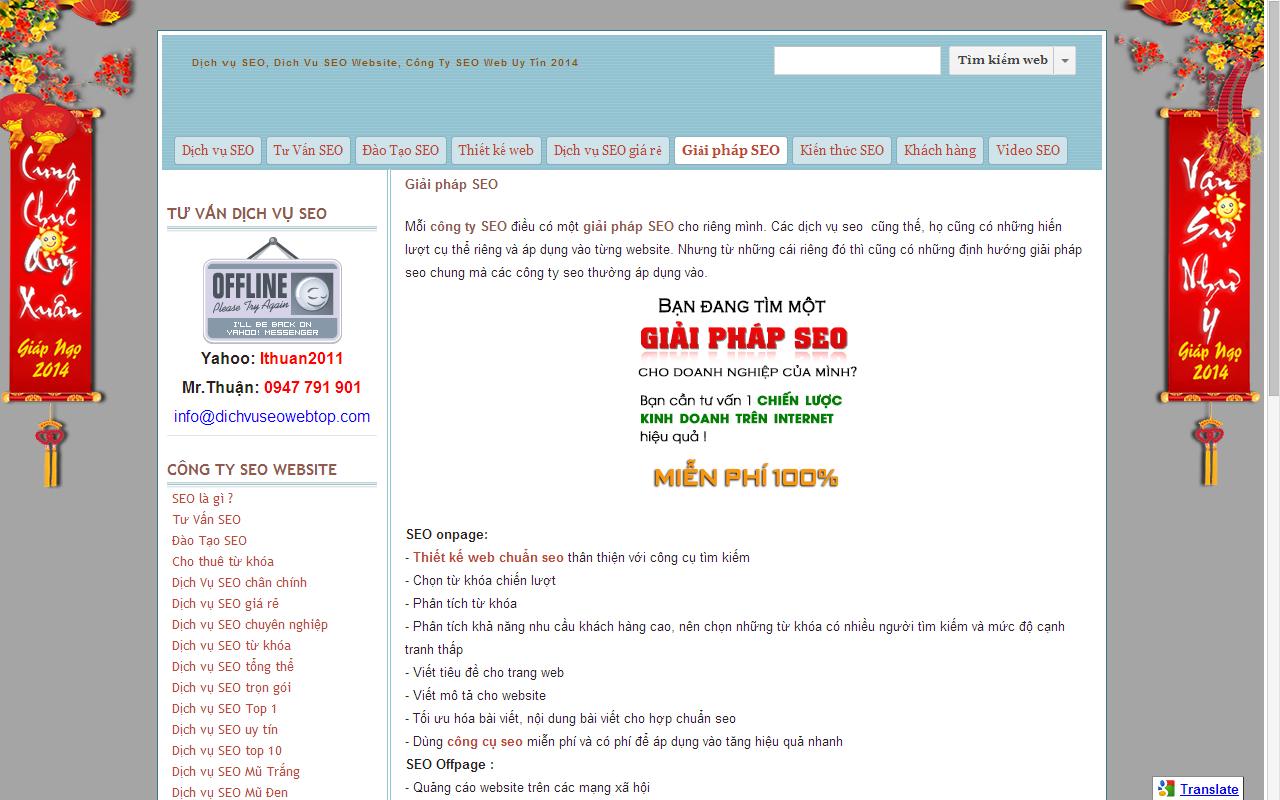 Dịch vụ SEO, Dich Vu SEO Website, Công Ty SEO Web Uy Tín 2014
Tìm kiếm web
Dịch vụ SEO
Tư Vấn SEO
Đào Tạo SEO
Thiết kế web
Dịch vụ SEO giá rẻ
Giải pháp SEO
Kiến thức SEO
Khách hàng
Video SEO
Cung
Chúc
Quý
Xuân
Giáp Ngọ
2014
TƯ VẤN DỊCH VỤ SEO
OFFLINE
Please Try Again
I'LL BE BACK ON
YAHOO! MESSENGER
Yahoo: lthuan2011
Mr.Thuận: 0947 791 901
info@dichvuseowebtop.com
CÔNG TY SEO WEBSITE
SEO là gì ?
Tư Vấn SEO
Đào Tạo SEO
Cho thuê từ khóa
Dịch Vụ SEO chân chính
Dịch vụ SEO giá rẻ
Dịch vụ SEO chuyên nghiệp
Dịch vụ SEO từ khóa
Dịch vụ SEO tổng thể
Dịch vụ SEO trọn gói
Dịch vụ SEO Top 1
Dịch vụ SEO uy tín
Dịch vụ SEO top 10
Dịch vụ SEO Mũ Trắng
Dịch vụ SEO Mũ Đen
Giải pháp SEO
Mỗi công ty SEO điều có một giải pháp SEO cho riêng mình. Các dịch vụ seo  cũng thế, họ cũng có những hiến
lượt cụ thể riêng và áp dụng vào từng website. Nhưng từ những cái riêng đó thì cũng có những định hướng giải pháp
seo chung mà các công ty seo thường áp dụng vào.
BẠN ĐANG TÌM MỘT
GIẢI PHÁP SEO
CHO DOANH NGHIỆP CỦA MÌNH?
Bạn cần tư vấn 1 CHIẾN LƯỢC
KINH DOANH TRÊN INTERNET
hiệu quả !
MIỄN PHÍ 100%
SEO onpage:
- Thiết kế web chuẩn seo thân thiện với công cụ tìm kiếm
- Chọn từ khóa chiến lượt
- Phân tích từ khóa
- Phân tích khả năng nhu cầu khách hàng cao, nên chọn những từ khóa có nhiều người tìm kiếm và mức độ cạnh
tranh thấp
- Viết tiêu đề cho trang web
- Viết mô tả cho website
- Tối ưu hóa bài viết, nội dung bài viết cho hợp chuẩn seo
- Dùng công cụ seo miễn phí và có phí để áp dụng vào tăng hiệu quả nhanh
SEO Offpage :
- Quảng cáo website trên các mạng xã hội
Vạn
Sự
Như
Ý
Giáp Ngọ
2014
Translate